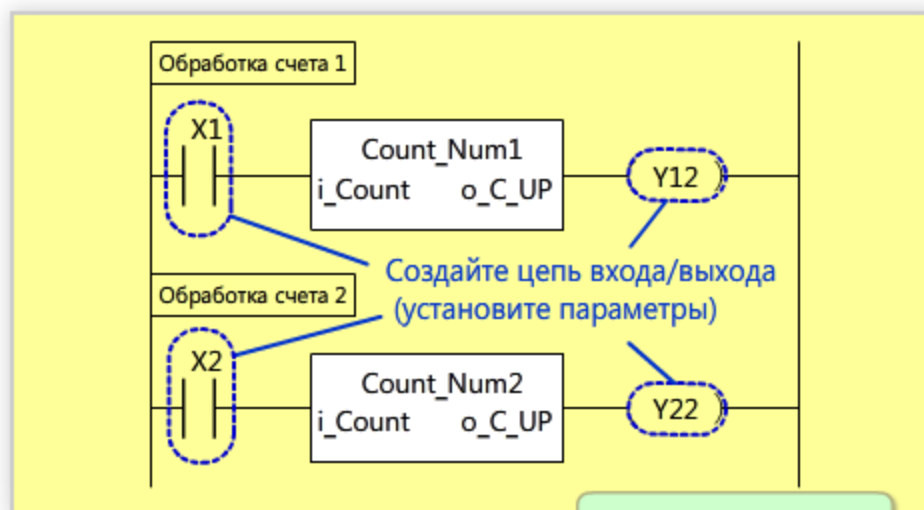 Обработка счета 1
X1
Count_Num1
i_Count o_C_UP
Y12
Создайте цепь входа/выхода
(установите параметры)
Обработка счета 2
X2
Count_Num2
i_Count o_C_UP
Y22